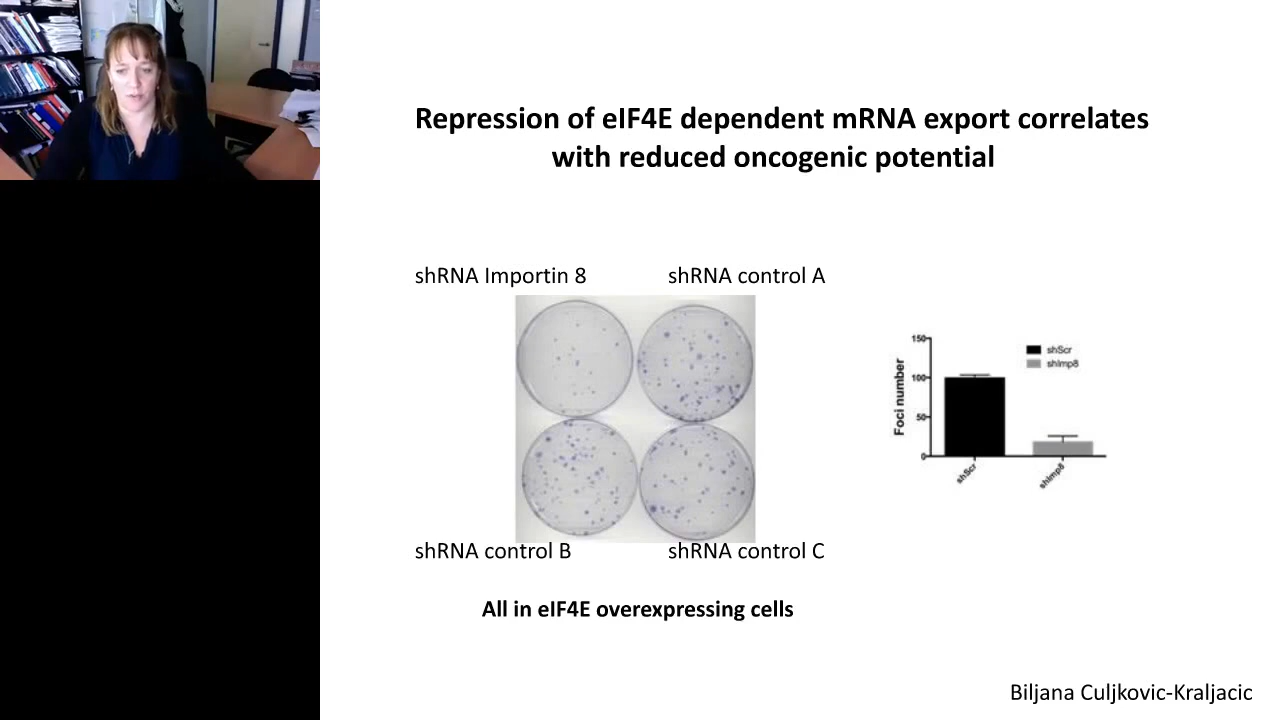 Repression of eIF4E dependent mRNA export correlates
with reduced oncogenic potential
shRNA Importin 8
shRNA control A
shRNA control B
shRNA control C
All in eIF4E overexpressing cells
150
100
50
0
Foci number
shScr
shImp8
shScr
shImp8
Biljana Culjkovic-Kraljacic